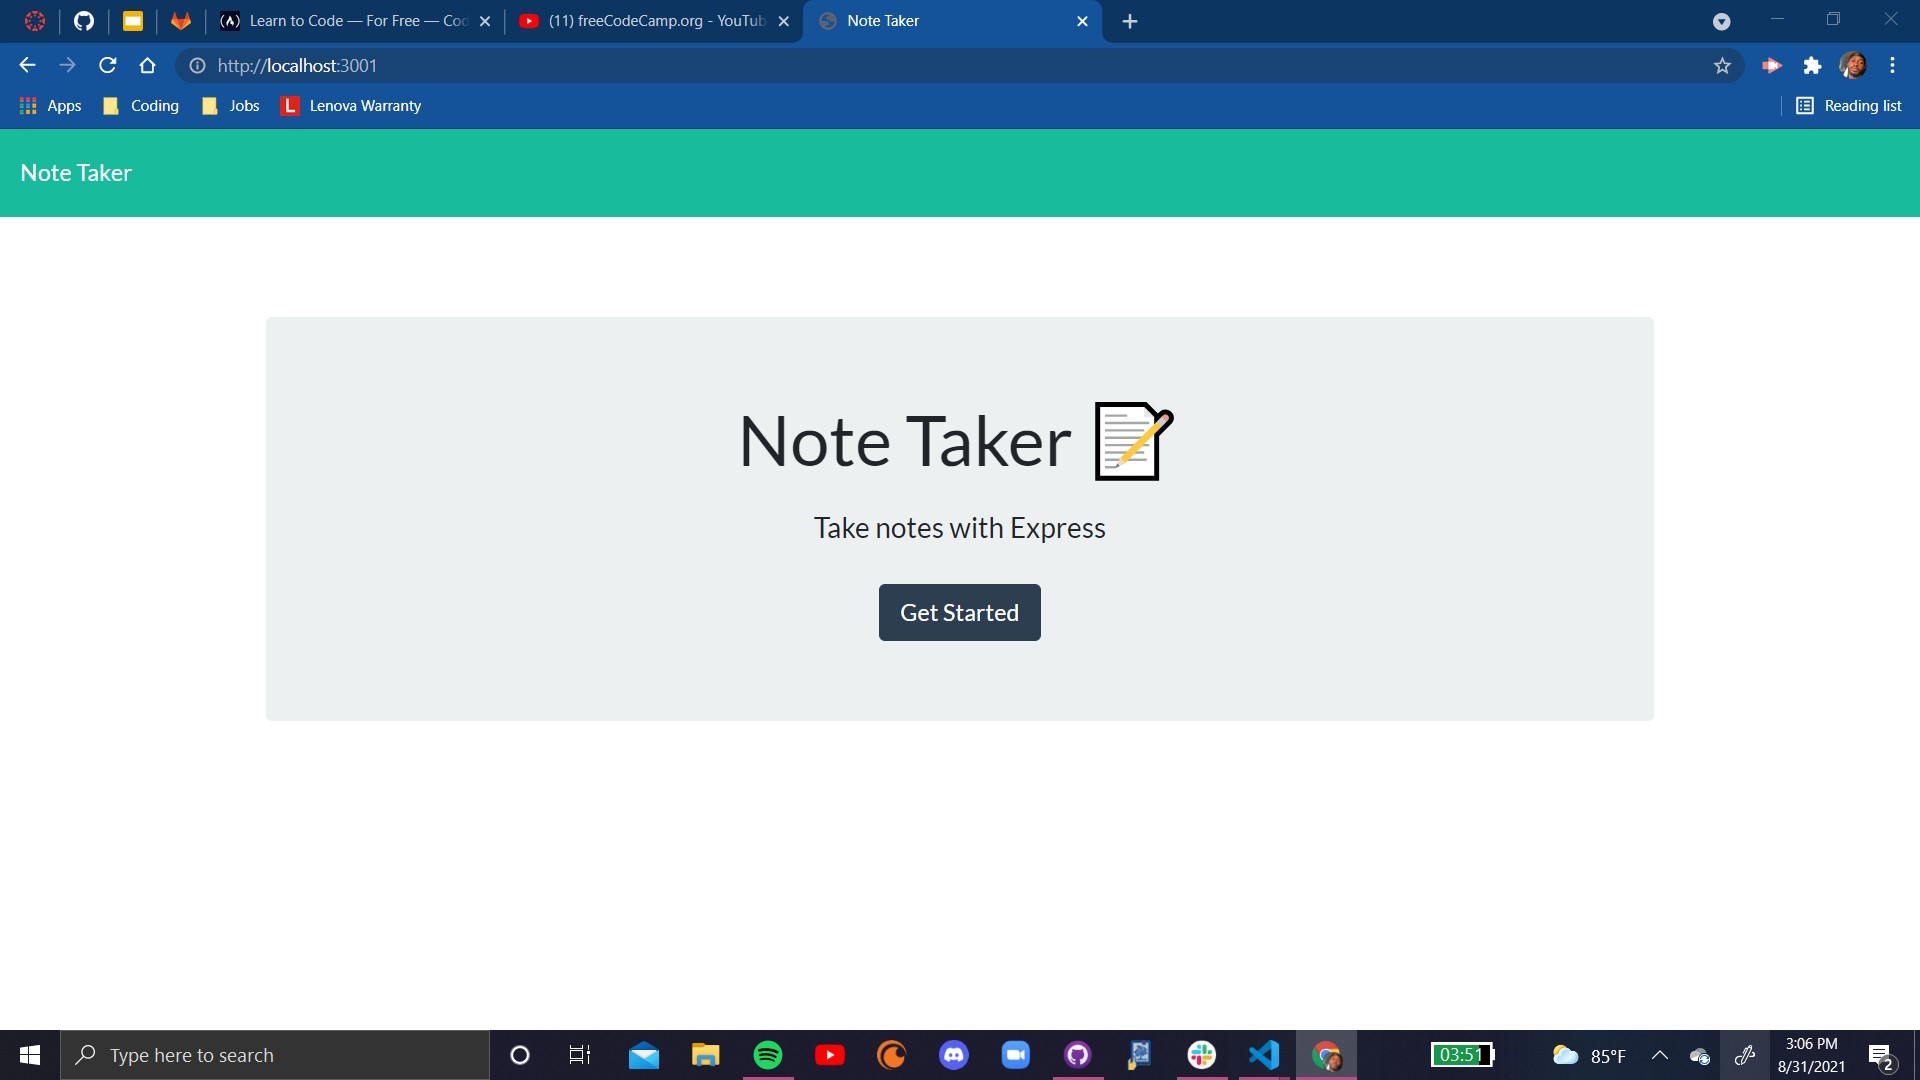 Learn to Code — For Free — Cod
(11) freeCodeCamp.org - YouTub
Note Taker
http://localhost:3001
Apps
Coding
Jobs
L
Lenova Warranty
Reading list
Note Taker
Note Taker
Take notes with Express
Get Started
Type here to search
03:51
85°F
3:06 PM
8/31/2021
2